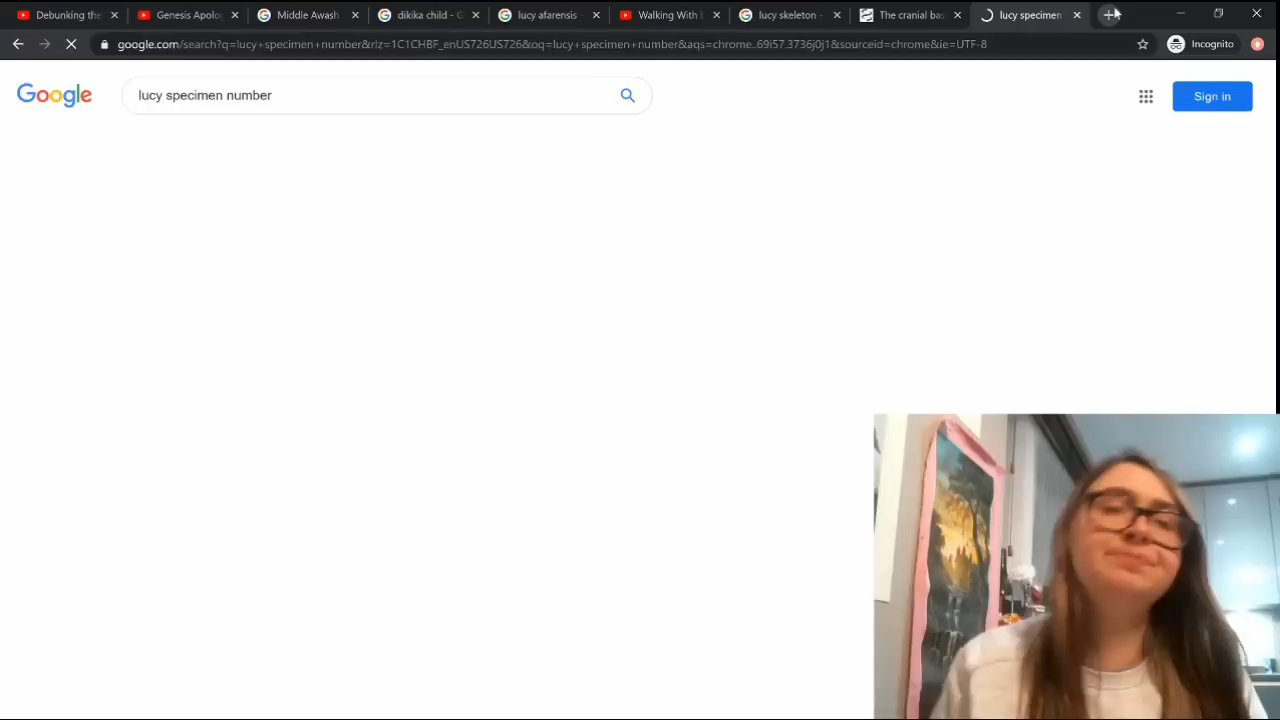 Debunking the
Genesis Apolog
Middle Awash
dikika child - G
lucy afarensis -
Walking With L
lucy skeleton -
The cranial bas
lucy specimen
google.com/search?q=lucy+specimen+number&rlz=1C1CHBF_enUS726US726&oq=lucy+specimen+number&aqs=chrome..69i57.3736j0j1&sourceid=chrome&ie=UTF-8
Incognito
Google
lucy specimen number
Sign in